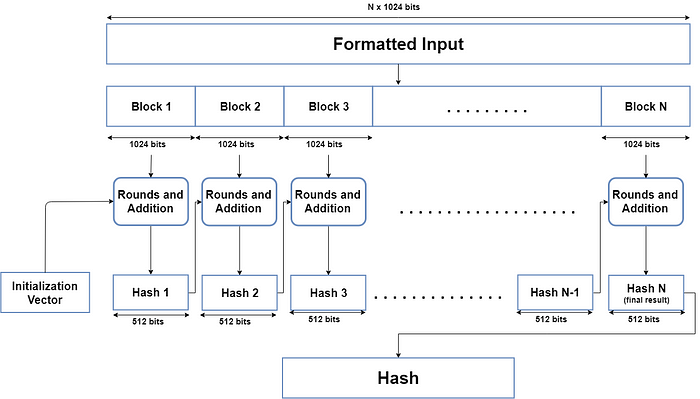 N x 1024 bits
Formatted Input
Block 1
Block 2
Block 3
. . . . . . . . .
Block N
1024 bits
1024 bits
1024 bits
1024 bits
Rounds and
Addition
Rounds and
Addition
Rounds and
Addition
. . . . . . . . . . . . . . . . . . .
Rounds and
Addition
Initialization
Vector
Hash 1
Hash 2
Hash 3
. . . . . . . . . . . . . .
Hash N-1
Hash N
(final result)
512 bits
512 bits
512 bits
512 bits
512 bits
Hash